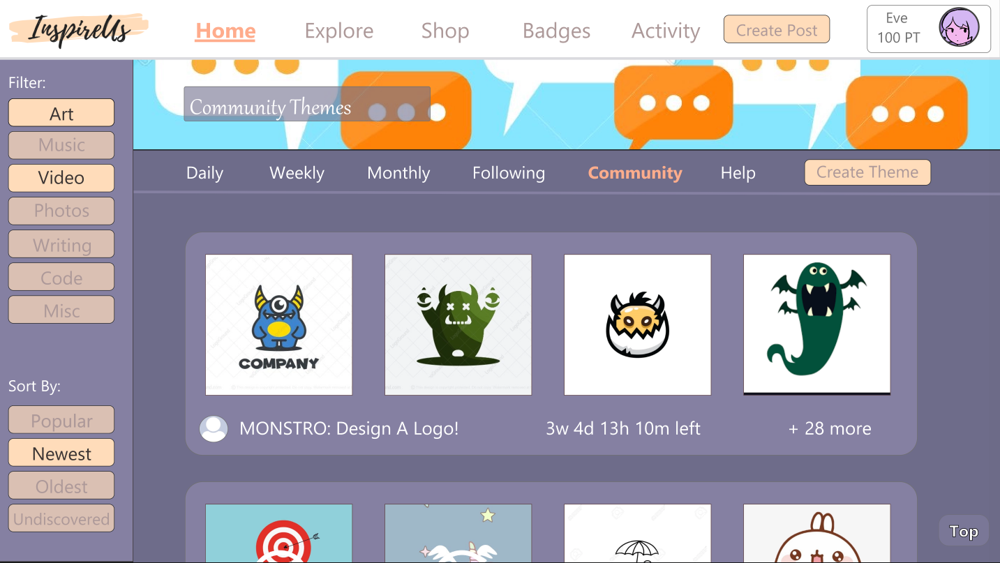 InspireUs
Home Explore Shop Badges Activity Create Post
Eve
100 PT
Filter:
Art
Music
Video
Photos
Writing
Code
Misc
Sort By:
Popular
Newest
Oldest
Undiscovered
Community Themes
Daily Weekly Monthly Following Community Help Create Theme
COMPANY
MONSTRO: Design A Logo! 3w 4d 13h 10m left + 28 more
Top